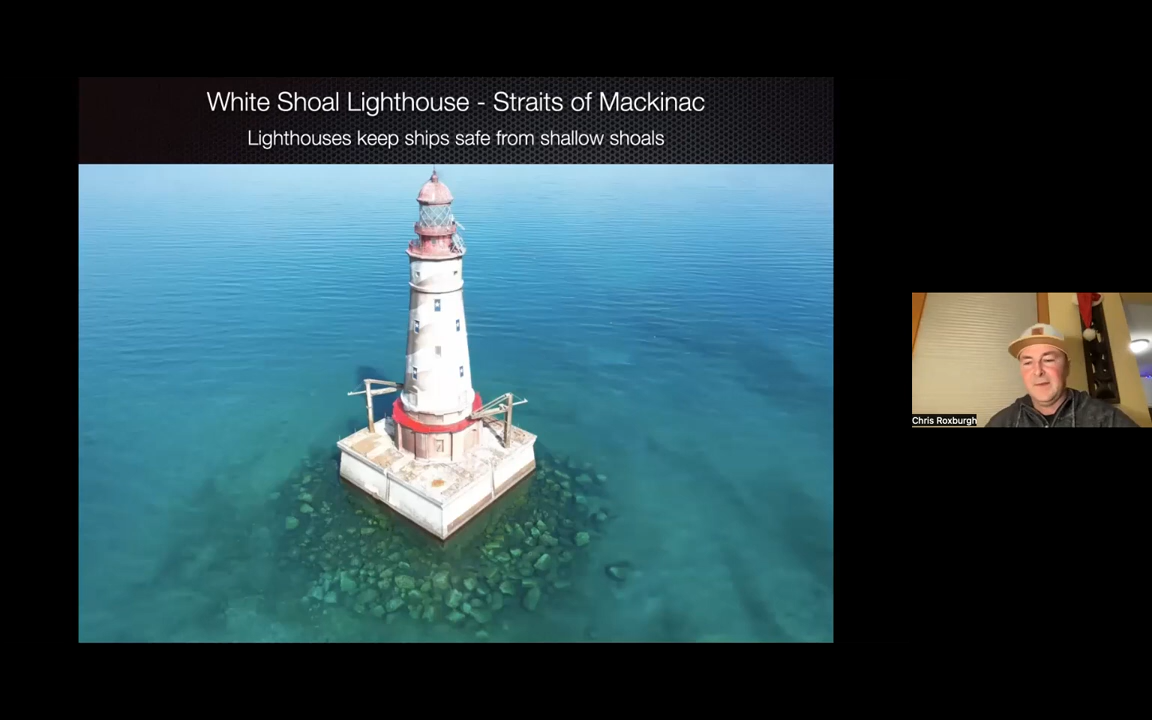 White Shoal Lighthouse - Straits of Mackinac
Lighthouses keep ships safe from shallow shoals
Chris Roxburgh